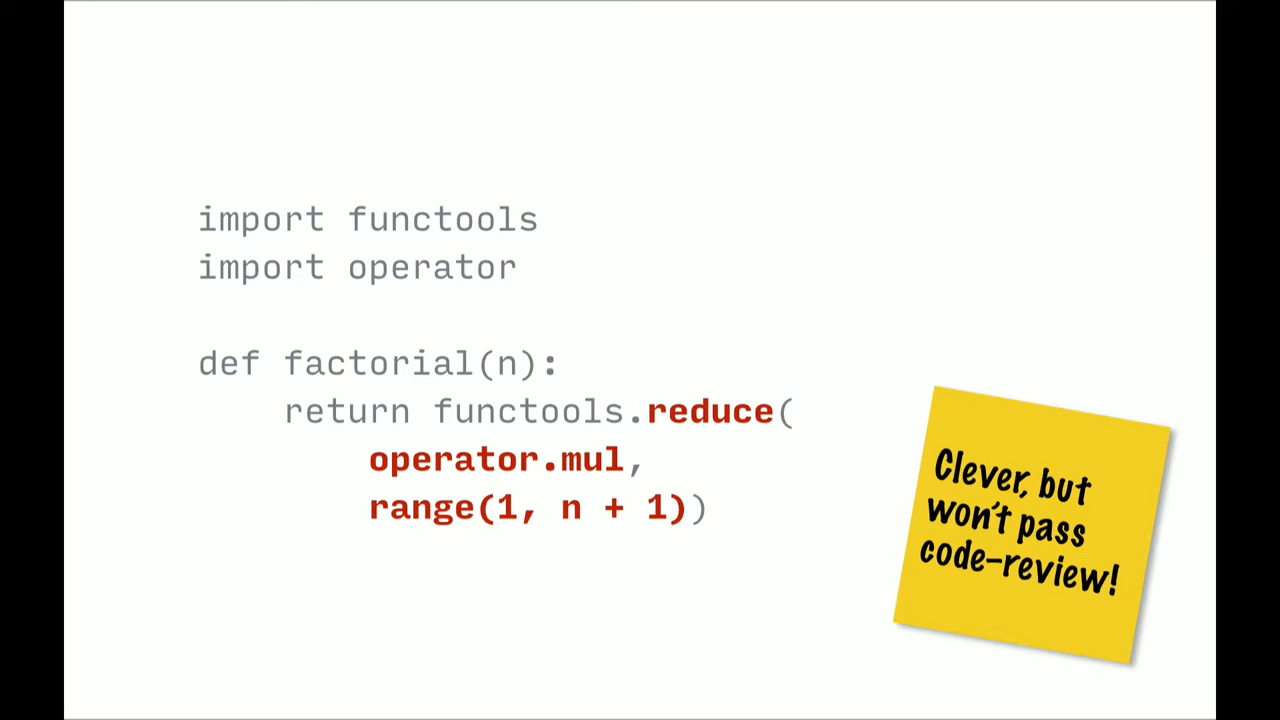 import functools
import operator
def factorial(n):
    return functools.reduce(
        operator.mul,
        range(1, n + 1))
Clever, but
won't pass
code-review!